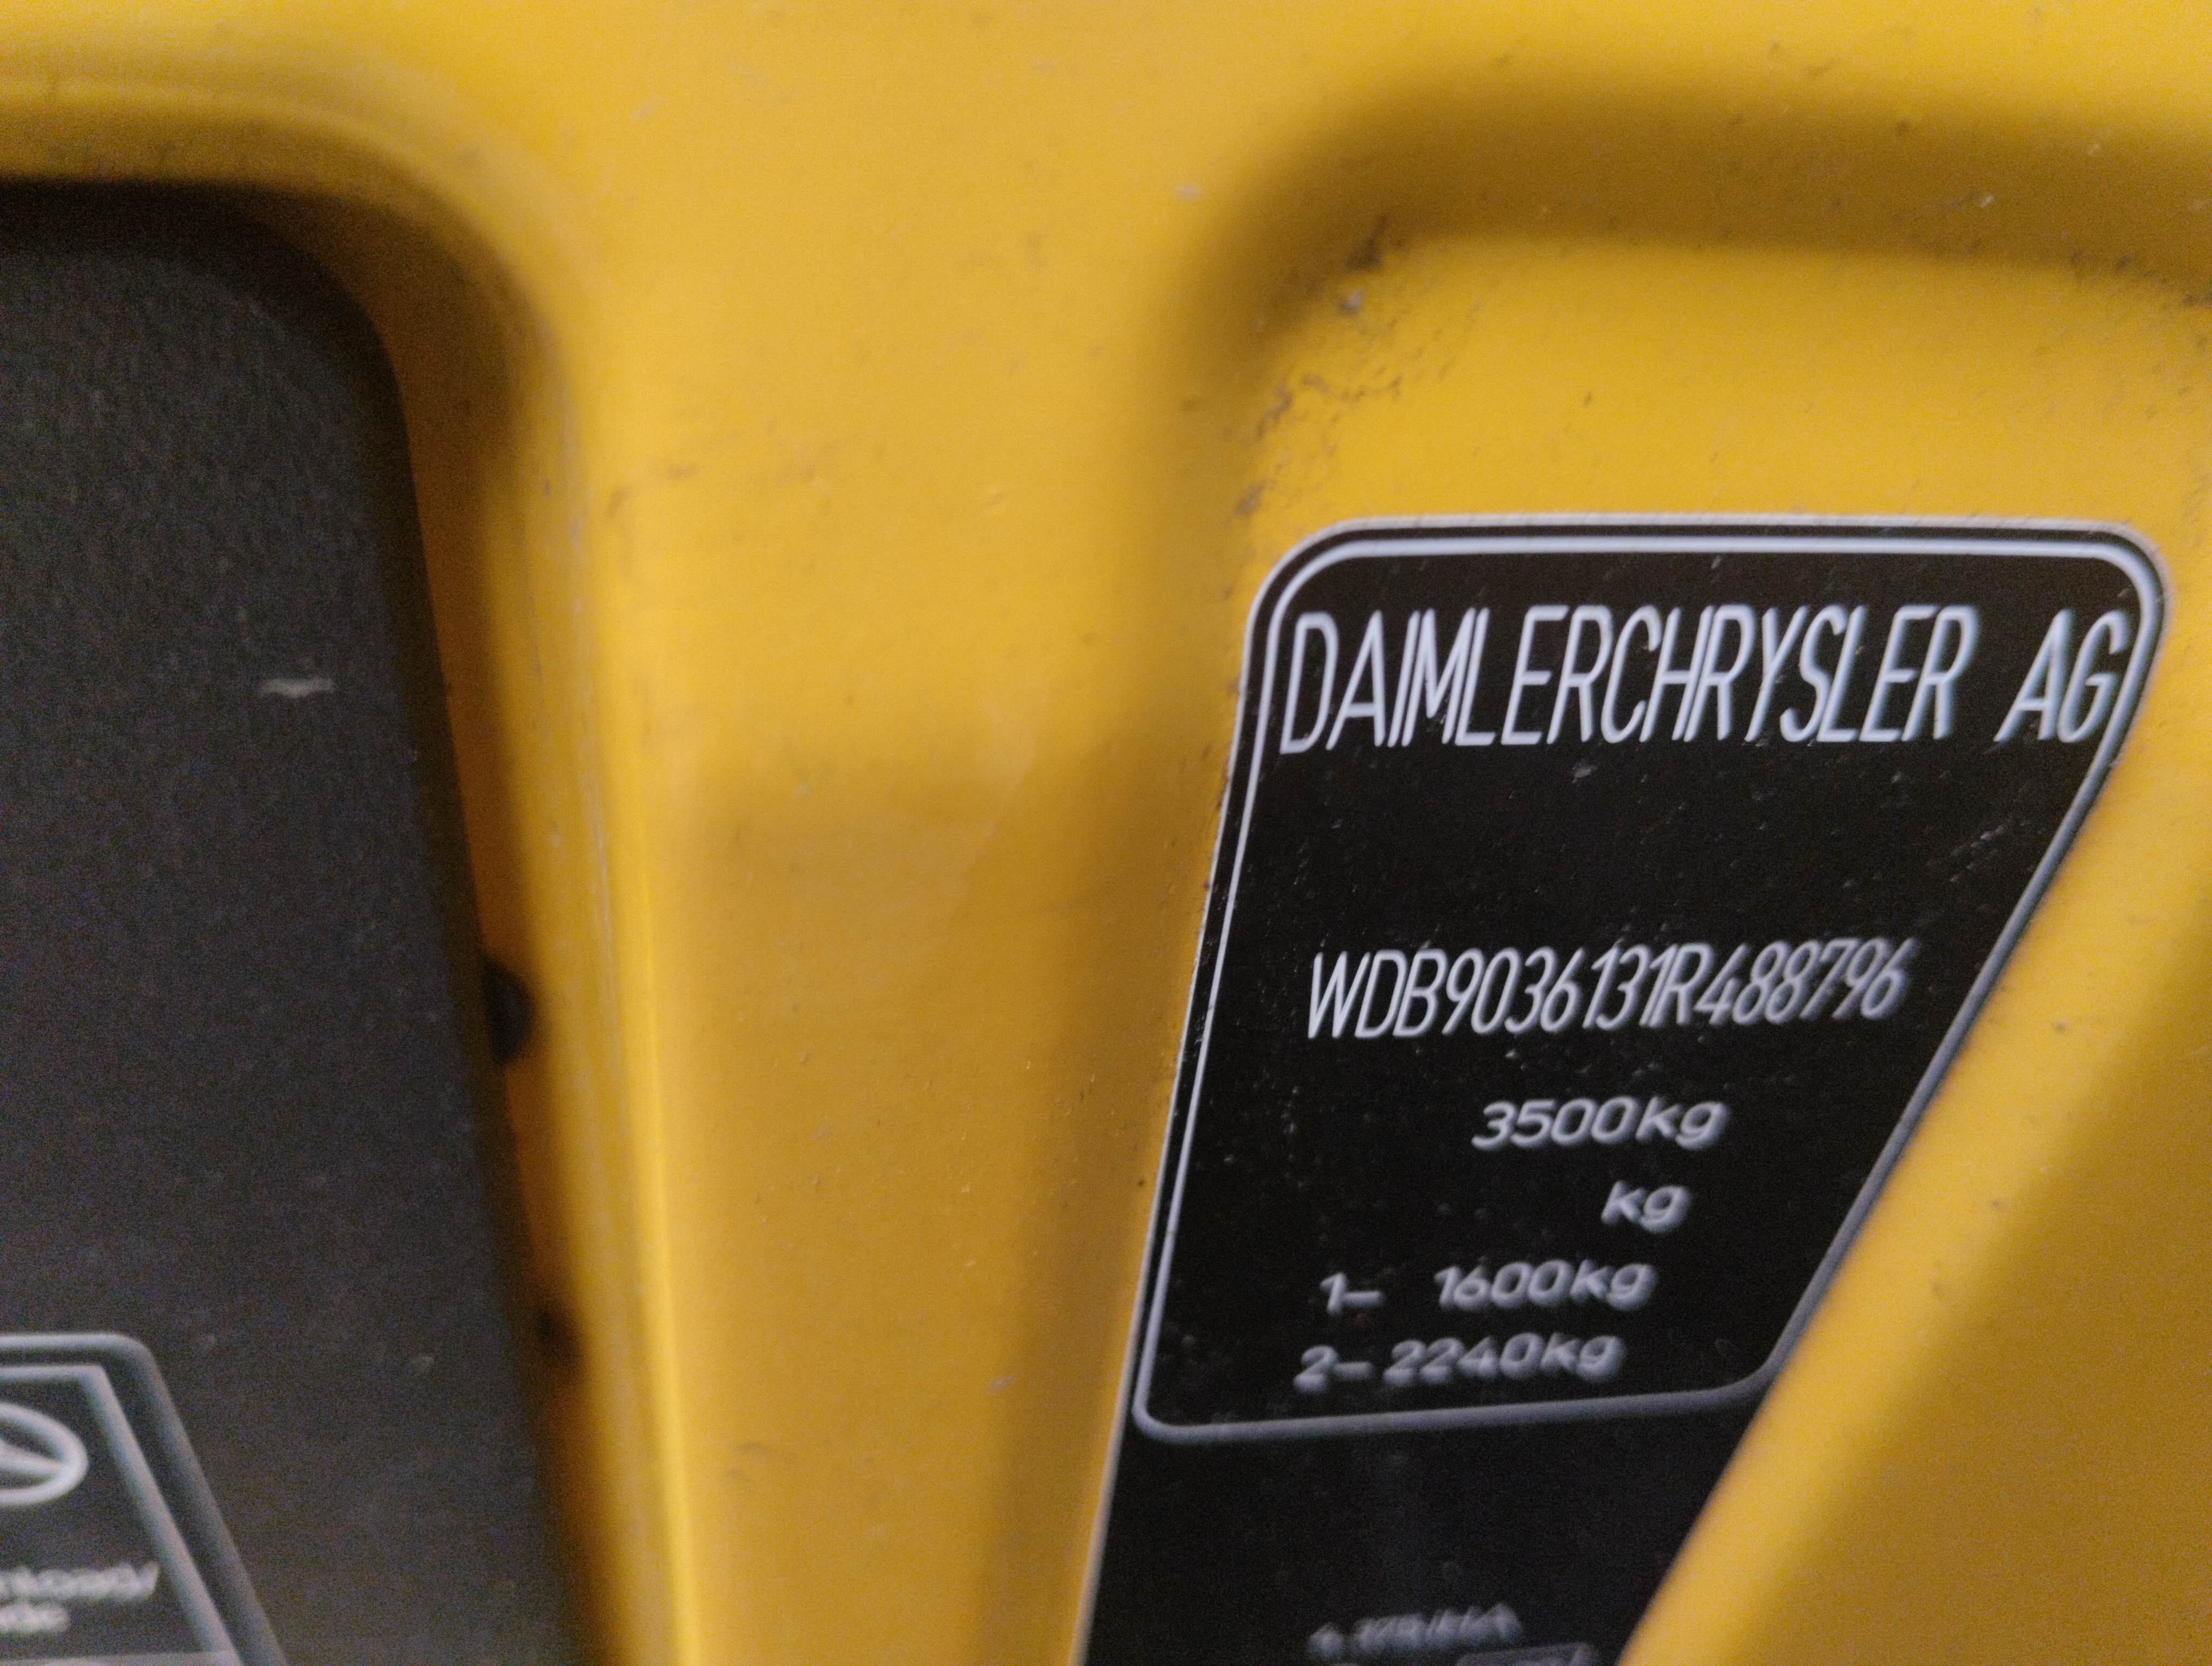 DAIMLERCHRYSLER AG
WDB9036131R488796
3500kg
kg
1- 1600kg
2- 2240kg